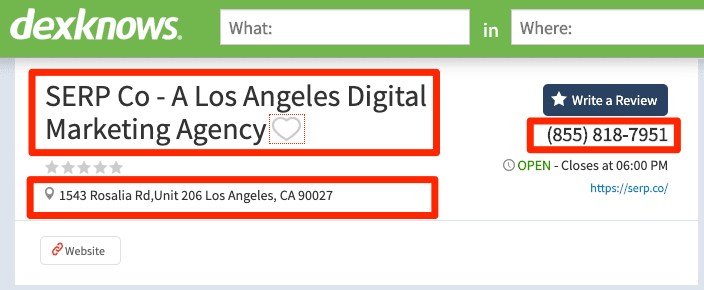 dexknows.
What:
in
Where:
SERP Co - A Los Angeles Digital
Marketing Agency
Write a Review
(855) 818-7951
OPEN - Closes at 06:00 PM
1543 Rosalia Rd,Unit 206 Los Angeles, CA 90027
https://serp.co/
Website